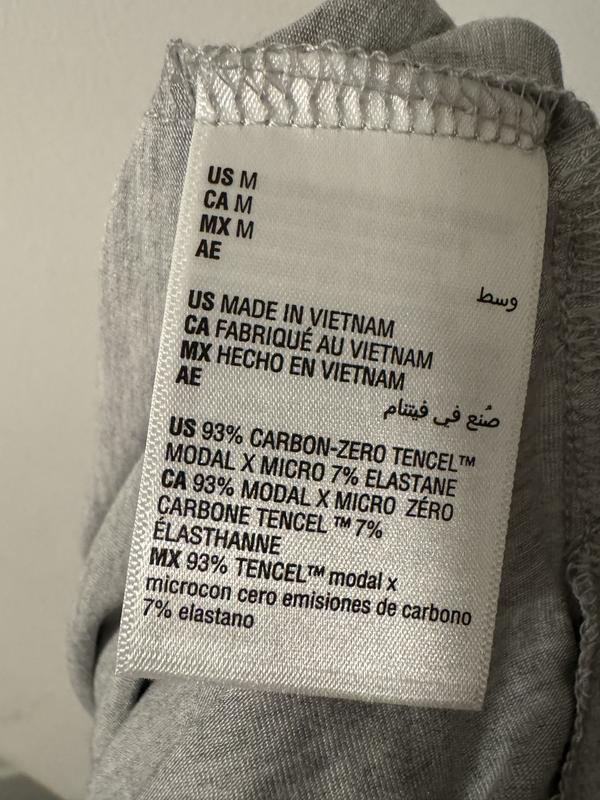 US M
CA M
MX M
AE
وسط
US MADE IN VIETNAM
CA FABRIQUÉ AU VIETNAM
MX HECHO EN VIETNAM
AE
صُنع في فيتنام
US 93% CARBON-ZERO TENCEL™
MODAL X MICRO 7% ELASTANE
CA 93% MODAL X MICRO ZÉRO
CARBONE TENCEL ™ 7%
ÉLASTHANNE
MX 93% TENCEL™ modal x
microcon cero emisiones de carbono
7% elastano